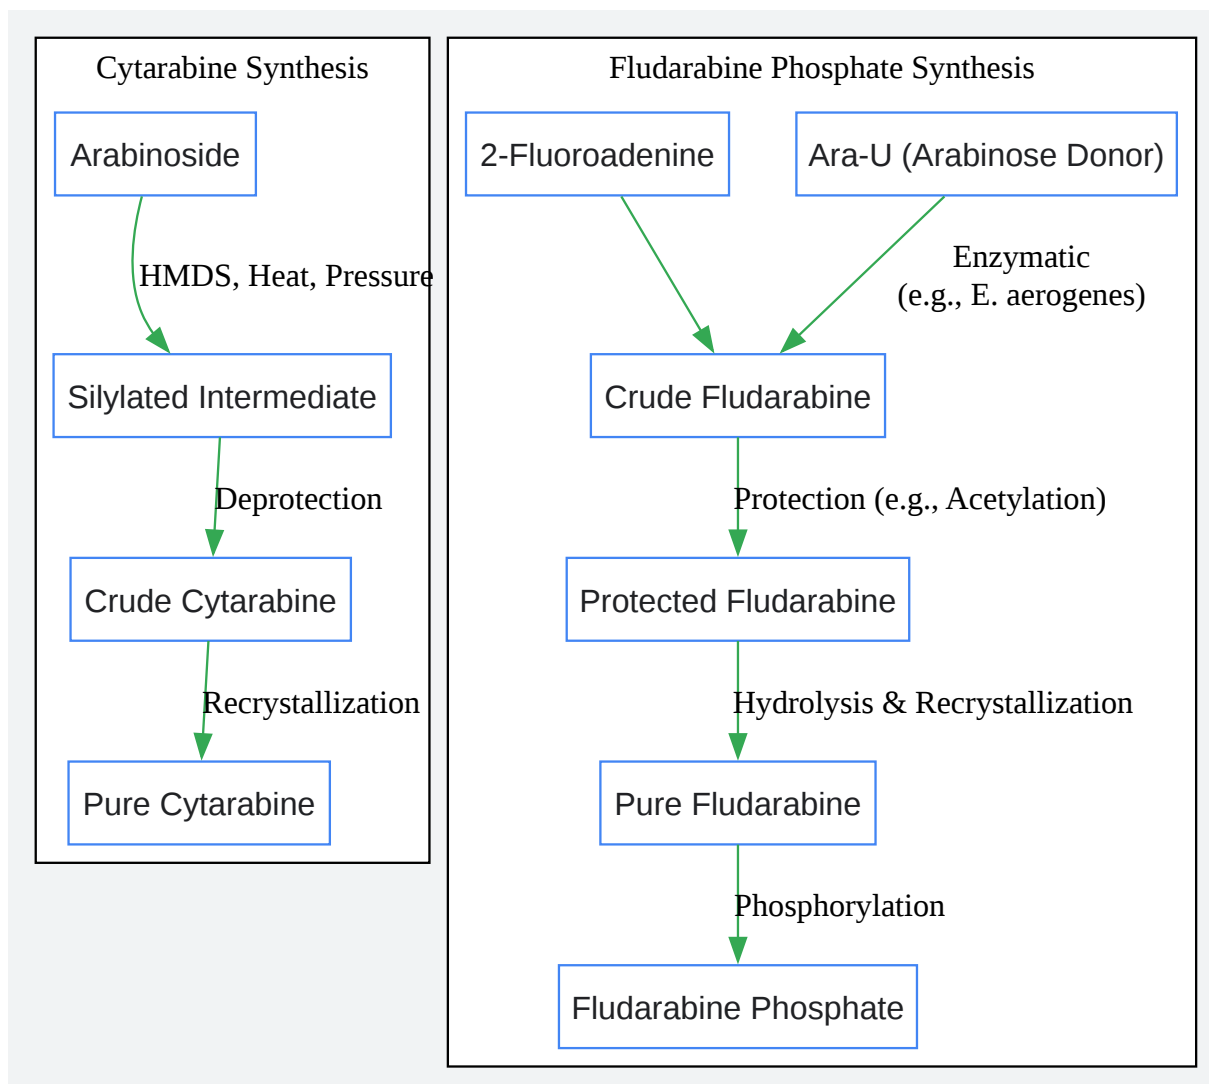 Cytarabine Synthesis
Arabinoside
HMDS, Heat, Pressure
Silylated Intermediate
Deprotection
Crude Cytarabine
Recrystallization
Pure Cytarabine
Fludarabine Phosphate Synthesis
2-Fluoroadenine
Ara-U (Arabinose Donor)
Enzymatic
(e.g., E. aerogenes)
Crude Fludarabine
Protection (e.g., Acetylation)
Protected Fludarabine
Hydrolysis & Recrystallization
Pure Fludarabine
Phosphorylation
Fludarabine Phosphate